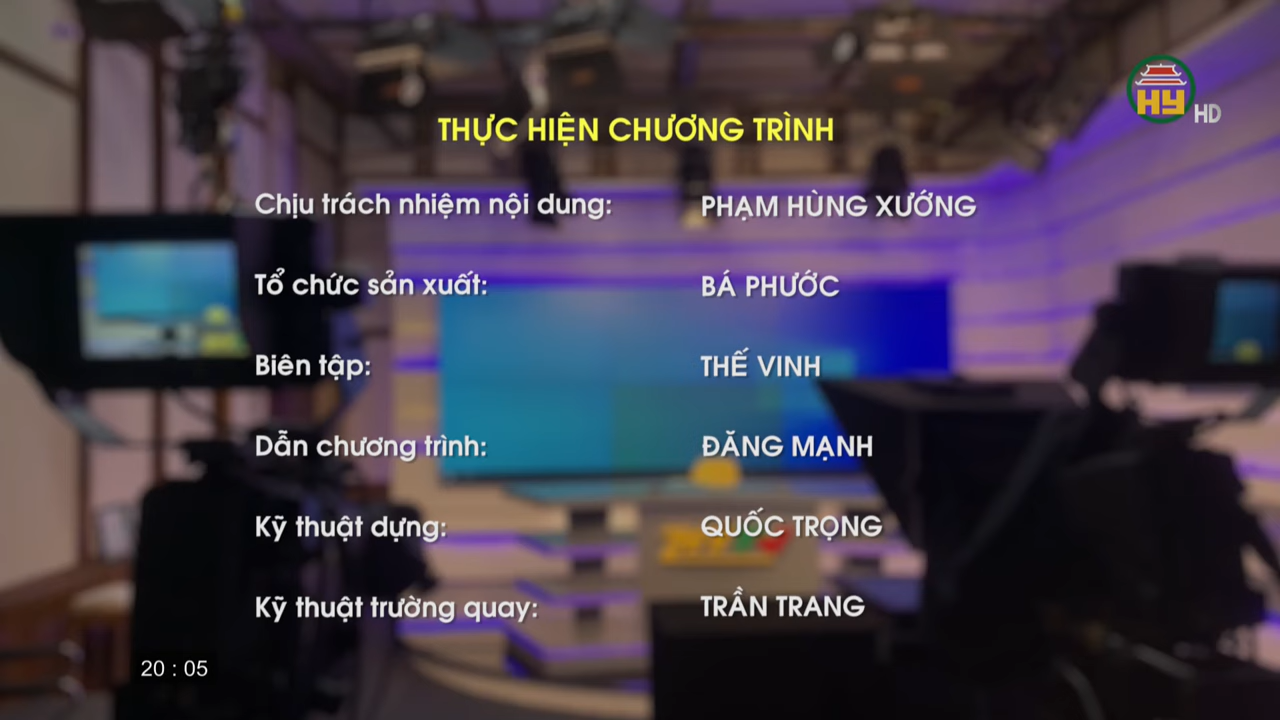 HY HD
THỰC HIỆN CHƯƠNG TRÌNH
Chịu trách nhiệm nội dung: PHẠM HÙNG XƯỚNG
Tổ chức sản xuất: BÁ PHƯỚC
Biên tập: THẾ VINH
Dẫn chương trình: ĐĂNG MẠNH
Kỹ thuật dựng: QUỐC TRỌNG
Kỹ thuật trường quay: TRẦN TRANG
20 : 05